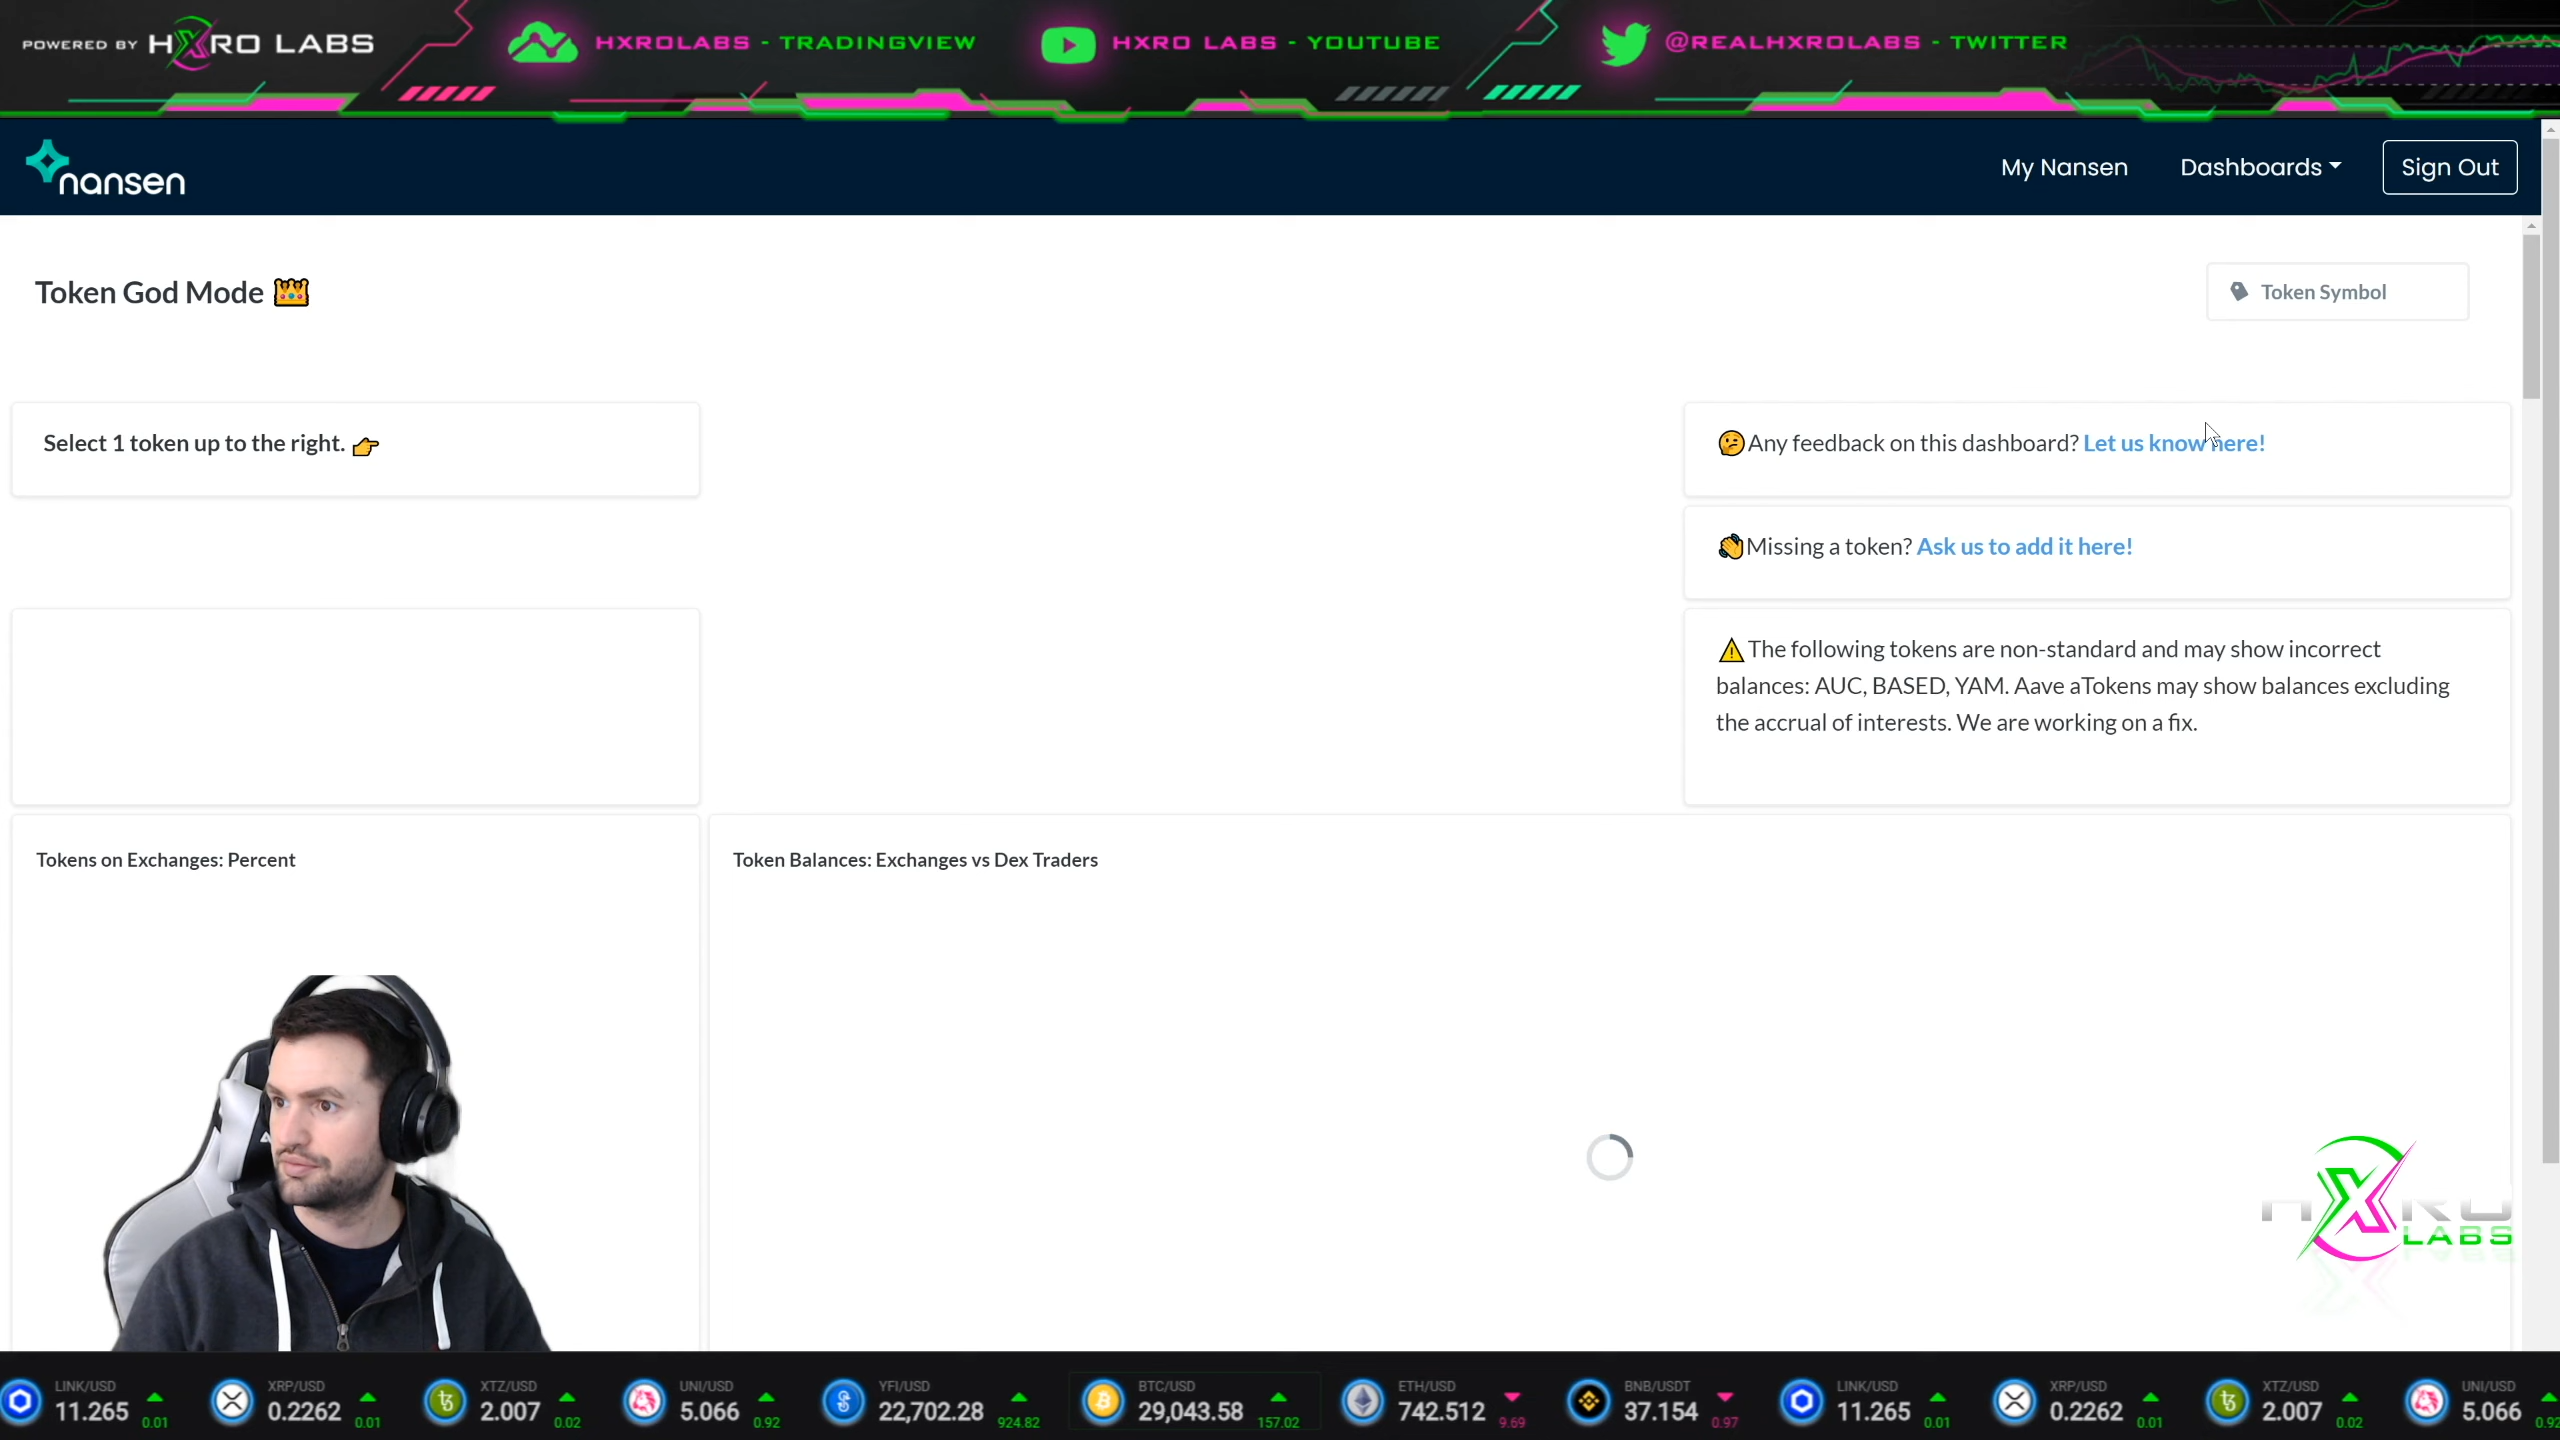 POWERED BY HXRO LABS
HXROLABS - TRADINGVIEW
HXRO LABS - YOUTUBE
@REALHXROLABS - TWITTER
nansen
My Nansen
Dashboards
Sign Out
Token God Mode
Token Symbol
Select 1 token up to the right.
Any feedback on this dashboard? Let us know here!
Missing a token? Ask us to add it here!
The following tokens are non-standard and may show incorrect
balances: AUC, BASED, YAM. Aave aTokens may show balances excluding
the accrual of interests. We are working on a fix.
Tokens on Exchanges: Percent
Token Balances: Exchanges vs Dex Traders
HXRO
LABS
LINK/USD
11.265
0.01
XRP/USD
0.2262
0.01
XTZ/USD
2.007
0.02
UNI/USD
5.066
0.92
YFI/USD
22,702.28
924.82
BTC/USD
29,043.58
157.02
ETH/USD
742.512
9.69
BNB/USDT
37.154
0.97
LINK/USD
11.265
0.01
XRP/USD
0.2262
0.01
XTZ/USD
2.007
0.02
UNI/USD
5.066
0.92